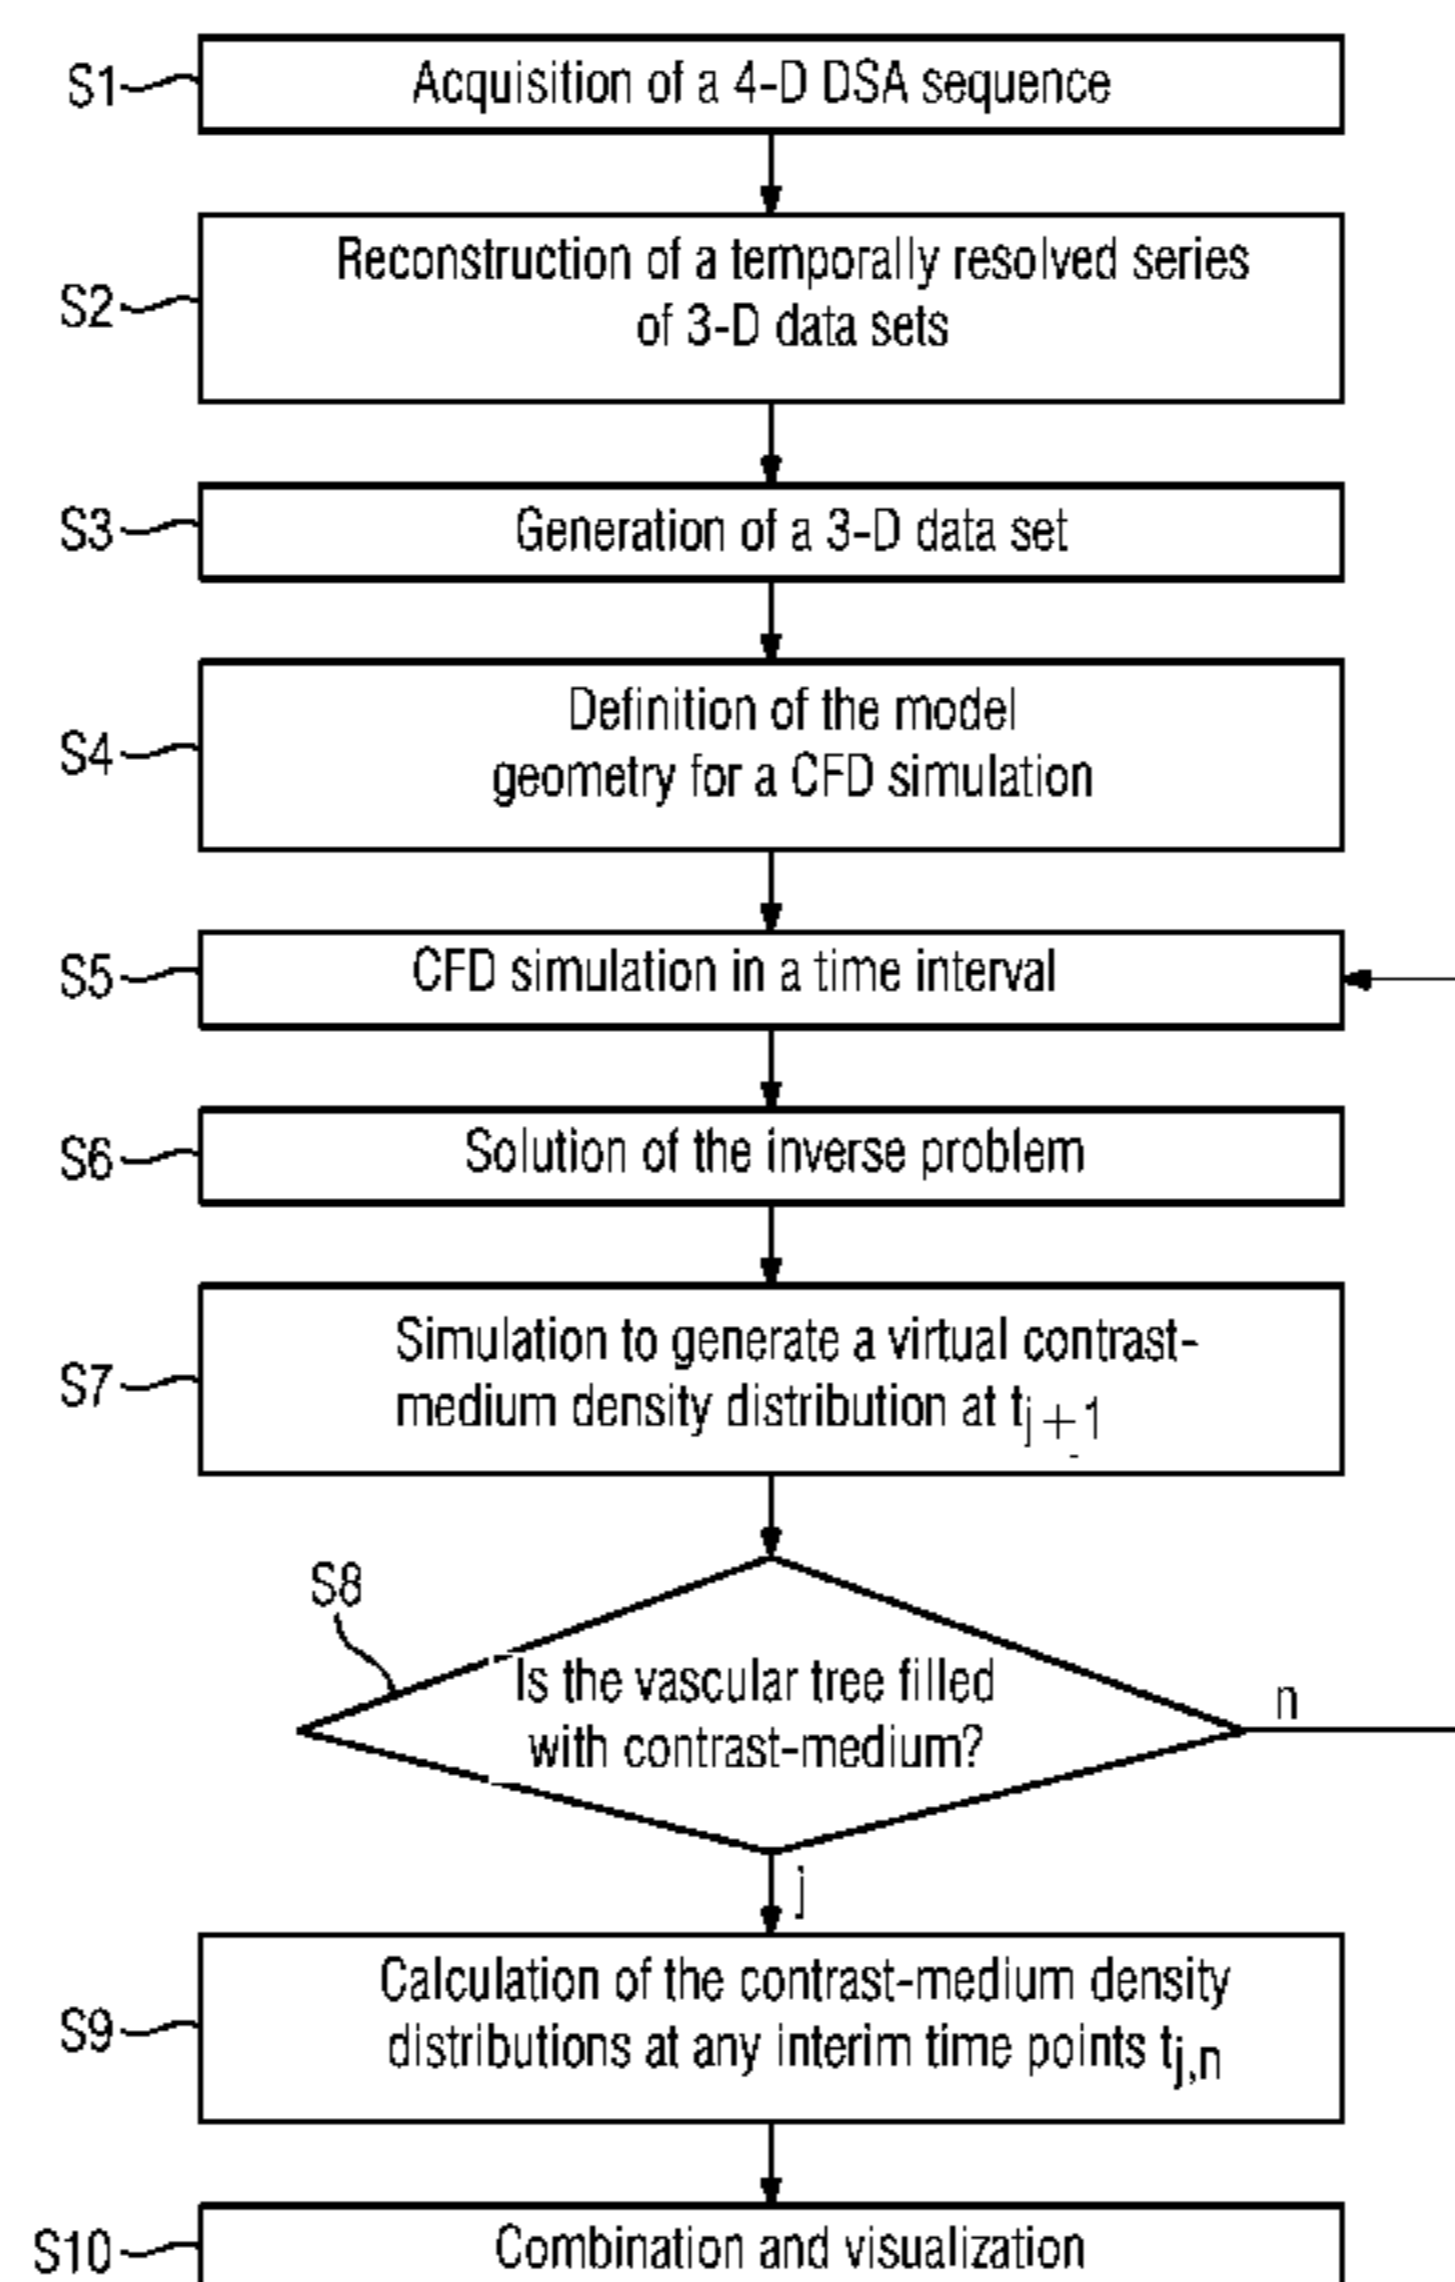 S1
Acquisition of a 4-D DSA sequence
S2
Reconstruction of a temporally resolved series
of 3-D data sets
S3
Generation of a 3-D data set
S4
Definition of the model
geometry for a CFD simulation
S5
CFD simulation in a time interval
S6
Solution of the inverse problem
S7
Simulation to generate a virtual contrast-
medium density distribution at tj+1
S8
Is the vascular tree filled
with contrast-medium?
n
j
S9
Calculation of the contrast-medium density
distributions at any interim time points tj,n
S10
Combination and visualization